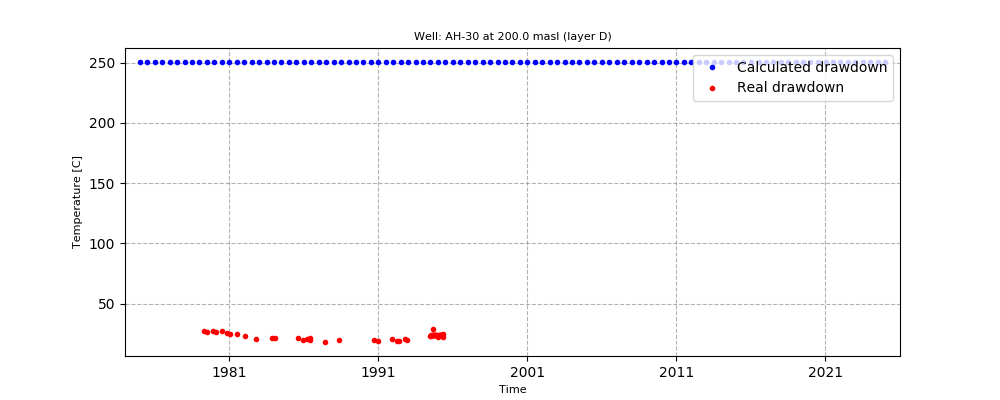 Well: AH-30 at 200.0 masl (layer D)
Calculated drawdown
Real drawdown
Temperature [C]
250
200
150
100
50
1981
1991
2001
2011
2021
Time